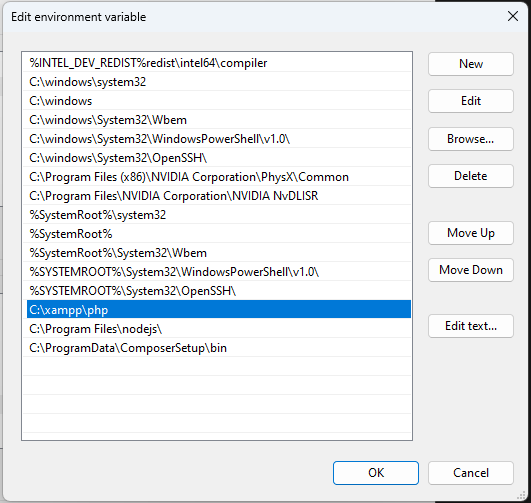 Edit environment variable
%INTEL_DEV_REDIST%redist\intel64\compiler
C:\windows\system32
C:\windows
C:\windows\System32\Wbem
C:\windows\System32\WindowsPowerShell\v1.0\
C:\windows\System32\OpenSSH\
C:\Program Files (x86)\NVIDIA Corporation\PhysX\Common
C:\Program Files\NVIDIA Corporation\NVIDIA NvDLISR
%SystemRoot%\system32
%SystemRoot%
%SystemRoot%\System32\Wbem
%SYSTEMROOT%\System32\WindowsPowerShell\v1.0\
%SYSTEMROOT%\System32\OpenSSH\
C:\xampp\php
C:\Program Files\nodejs\
C:\ProgramData\ComposerSetup\bin
New
Edit
Browse...
Delete
Move Up
Move Down
Edit text...
OK
Cancel